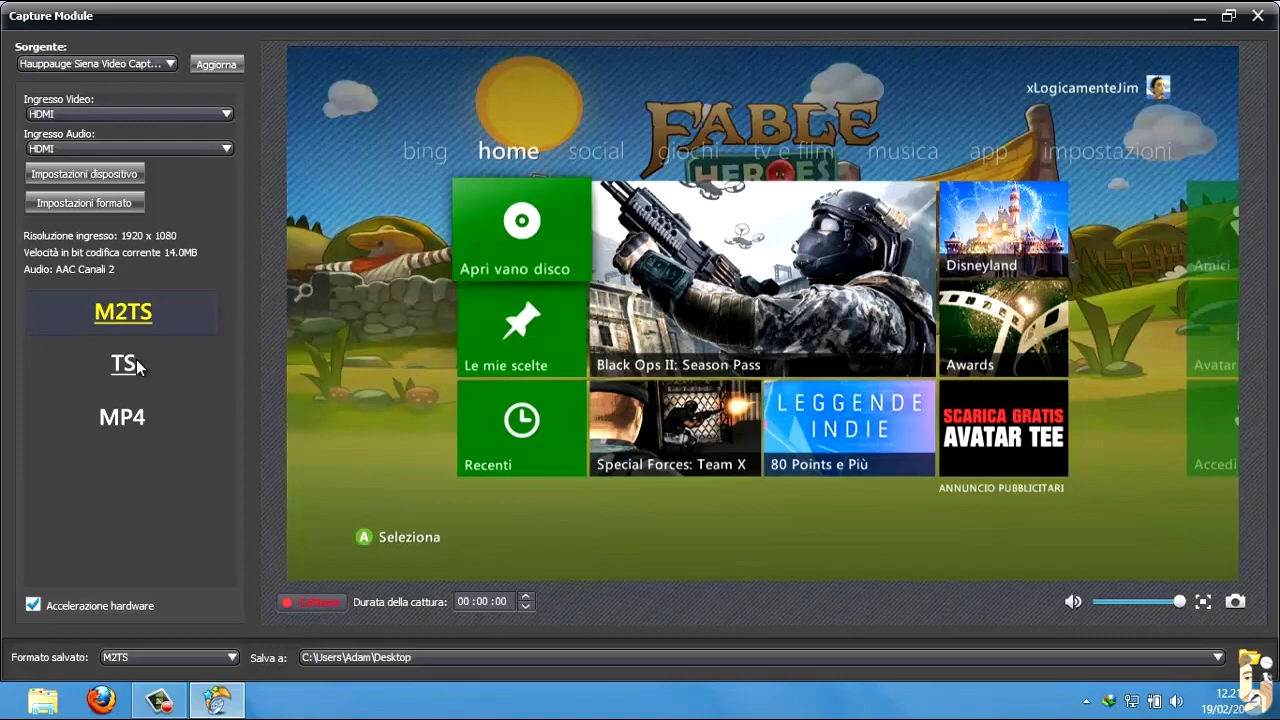 Capture Module
Sorgente:
Hauppauge Siena Video Capt...
Aggiorna
Ingresso Video:
HDMI
Ingresso Audio:
HDMI
Impostazioni dispositivo
Impostazioni formato
Risoluzione ingresso: 1920 x 1080
Velocità in bit codifica corrente 14.0MB
Audio: AAC Canali 2
M2TS
TS
MP4
Accelerazione hardware
xLogicamenteJim
FABLE
HEROES
bing home social giochi tv e film musica app impostazioni
Apri vano disco
Le mie scelte
Recenti
Black Ops II: Season Pass
Special Forces: Team X
LEGGENDE
INDIE
80 Points e Più
Disneyland
Awards
SCARICA GRATIS
AVATAR TEE
ANNUNCIO PUBBLICITARI
Amici
Avatar
Accedi
A Seleziona
Cattura
Durata della cattura: 00 :00 : 00
Formato salvato: M2TS
Salva a: C:\Users\Adam\Desktop
12.21